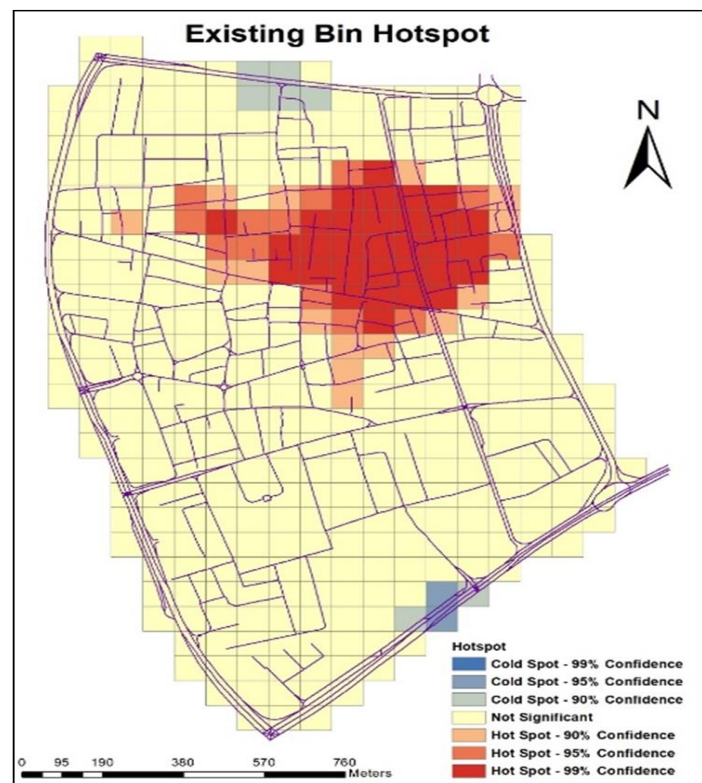 Existing Bin Hotspot
N
Hotspot
Cold Spot - 99% Confidence
Cold Spot - 95% Confidence
Cold Spot - 90% Confidence
Not Significant
Hot Spot - 90% Confidence
Hot Spot - 95% Confidence
Hot Spot - 99% Confidence
0 95 190 380 570 760
Meters